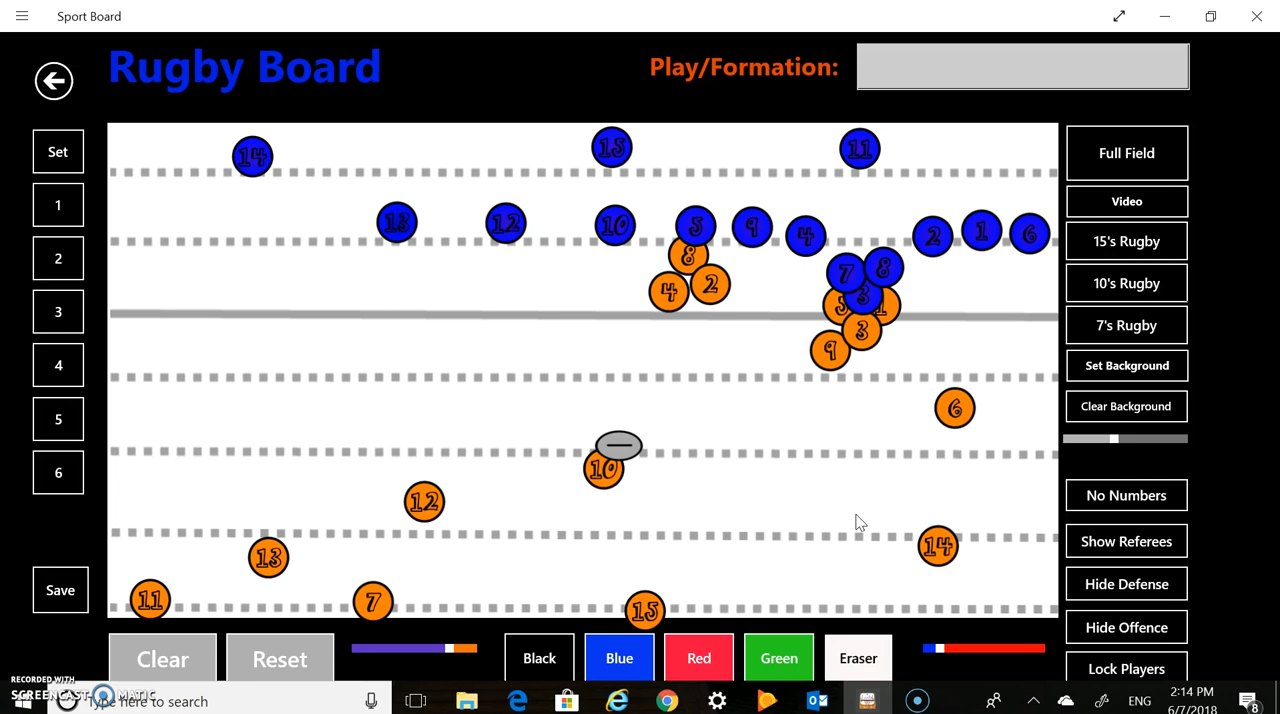 Sport Board
Rugby Board
Play/Formation:
Set
1
2
3
4
5
6
Save
14
15
11
13
12
10
5
9
4
2
1
6
8
7
8
4
2
3
5
1
3
9
6
10
12
13
14
11
7
15
Full Field
Video
15's Rugby
10's Rugby
7's Rugby
Set Background
Clear Background
No Numbers
Show Referees
Hide Defense
Hide Offence
Lock Players
Clear
Reset
Black
Blue
Red
Green
Eraser
RECORDED WITH
SCREENCAST MATIC
Type here to search
ENG
2:14 PM
6/7/2018
8